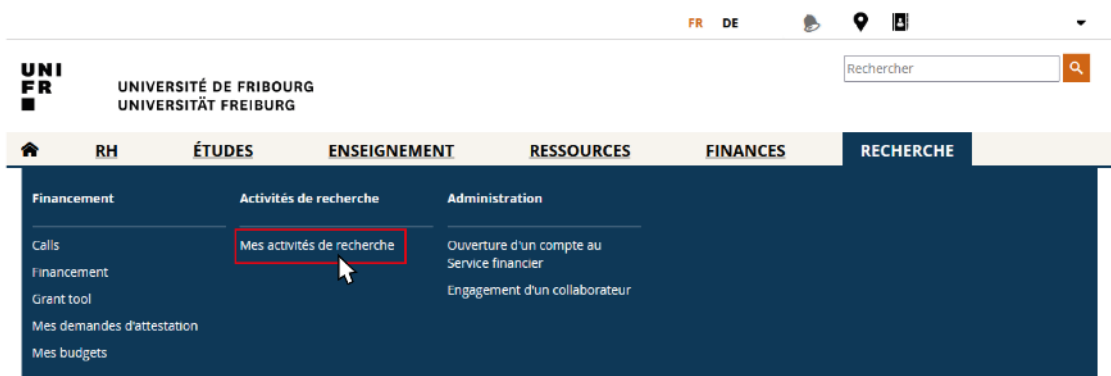 FR DE
UNI
FR
UNIVERSITÉ DE FRIBOURG
UNIVERSITÄT FREIBURG
Rechercher
RH ÉTUDES ENSEIGNEMENT RESSOURCES FINANCES RECHERCHE
Financement
Calls
Financement
Grant tool
Mes demandes d'attestation
Mes budgets
Activités de recherche
Mes activités de recherche
Administration
Ouverture d'un compte au
Service financier
Engagement d'un collaborateur